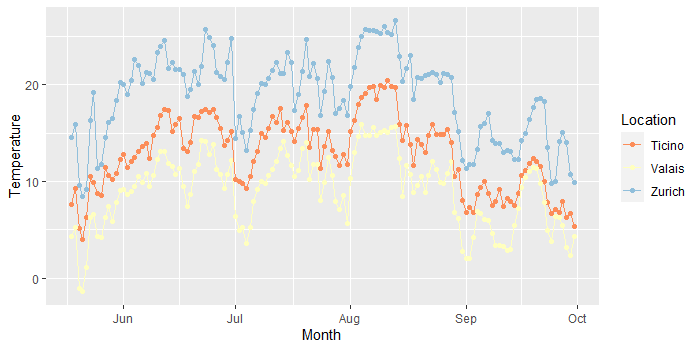 Temperature
20
10
0
Jun
Jul
Aug
Sep
Oct
Month
Location
Ticino
Valais
Zurich